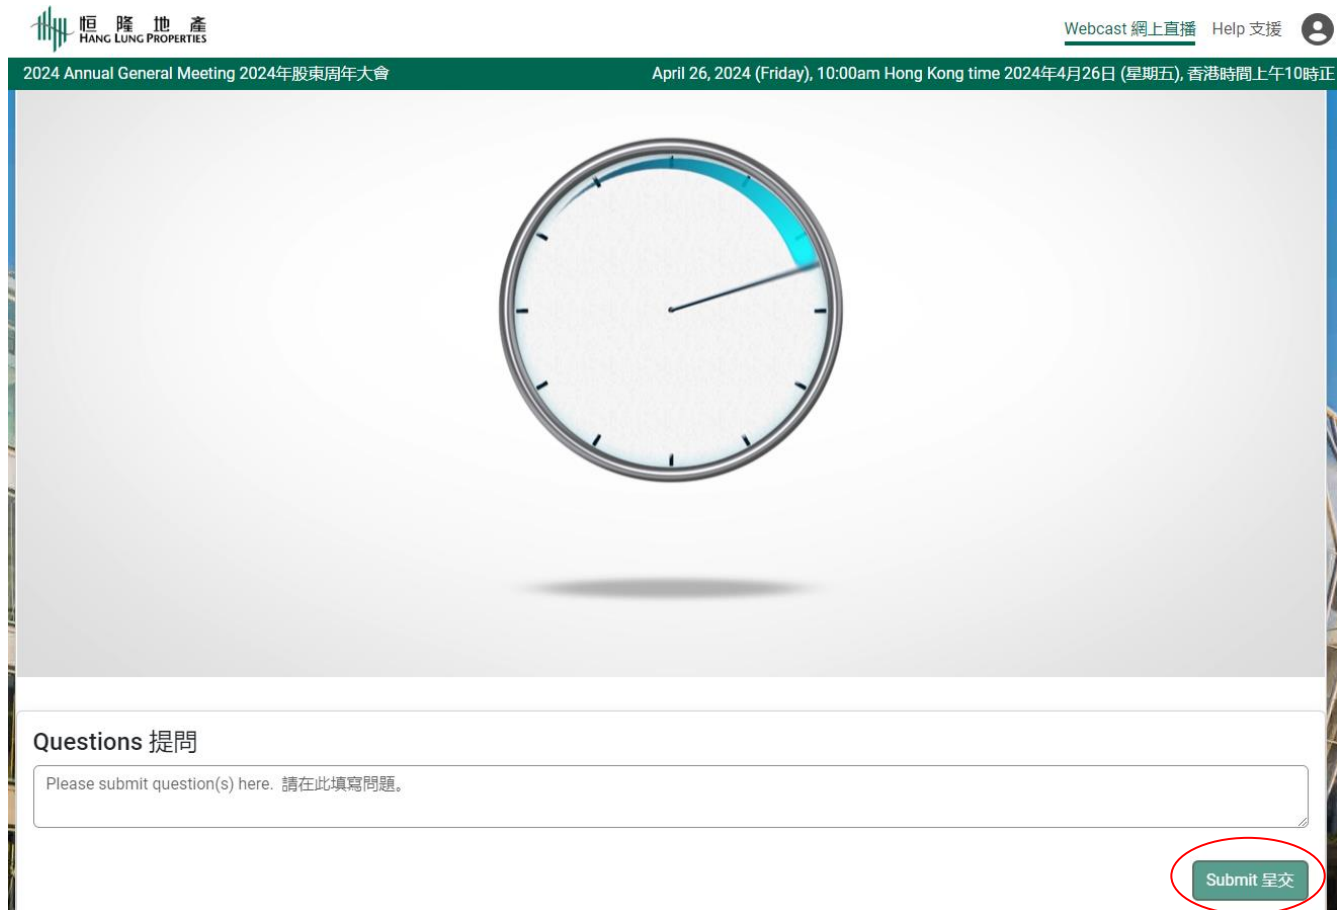 恒隆地產
HANG LUNG PROPERTIES
Webcast 網上直播 Help 支援
2024 Annual General Meeting 2024年股東周年大會 April 26, 2024 (Friday), 10:00am Hong Kong time 2024年4月26日 (星期五), 香港時間上午10時正
Questions 提問
Please submit question(s) here. 請在此填寫問題。
Submit 呈交